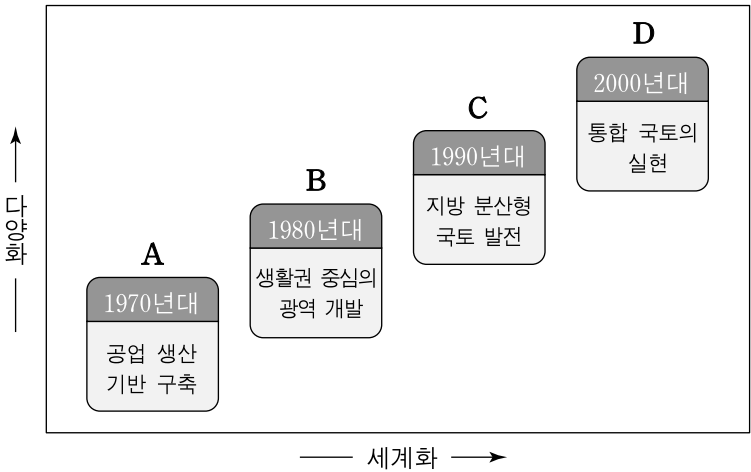 A
1970년대
공업 생산
기반 구축
B
1980년대
생활권 중심의
광역 개발
C
1990년대
지방 분산형
국토 발전
D
2000년대
통합 국토의
실현
다양화
세계화